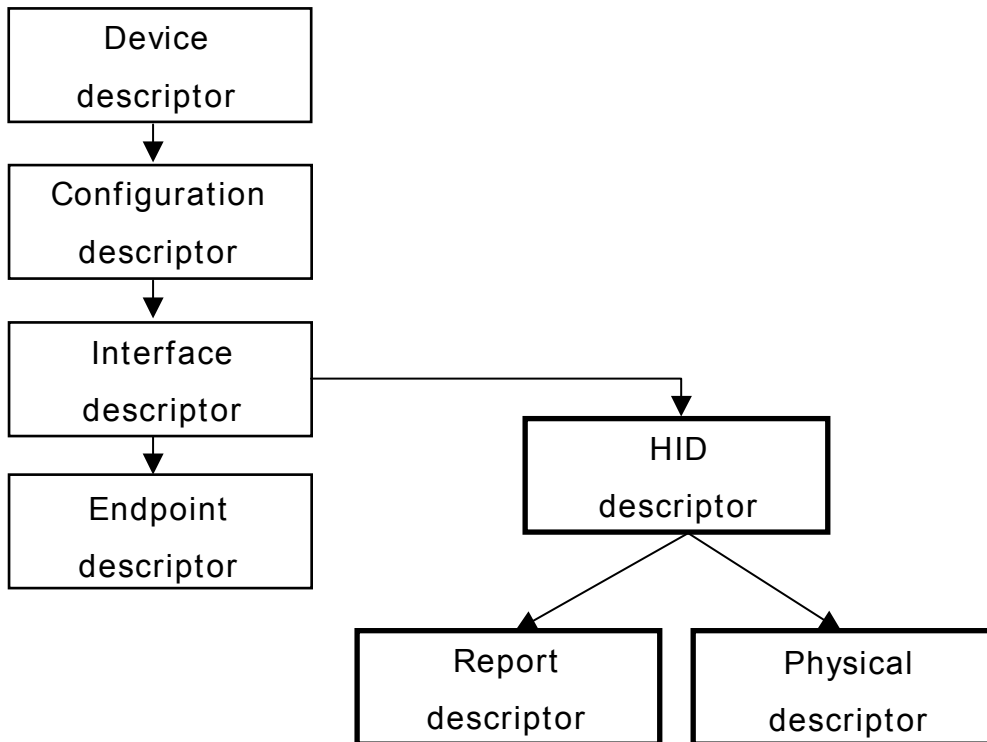 Device
descriptor
Configuration
descriptor
Interface
descriptor
Endpoint
descriptor
HID
descriptor
Report
descriptor
Physical
descriptor